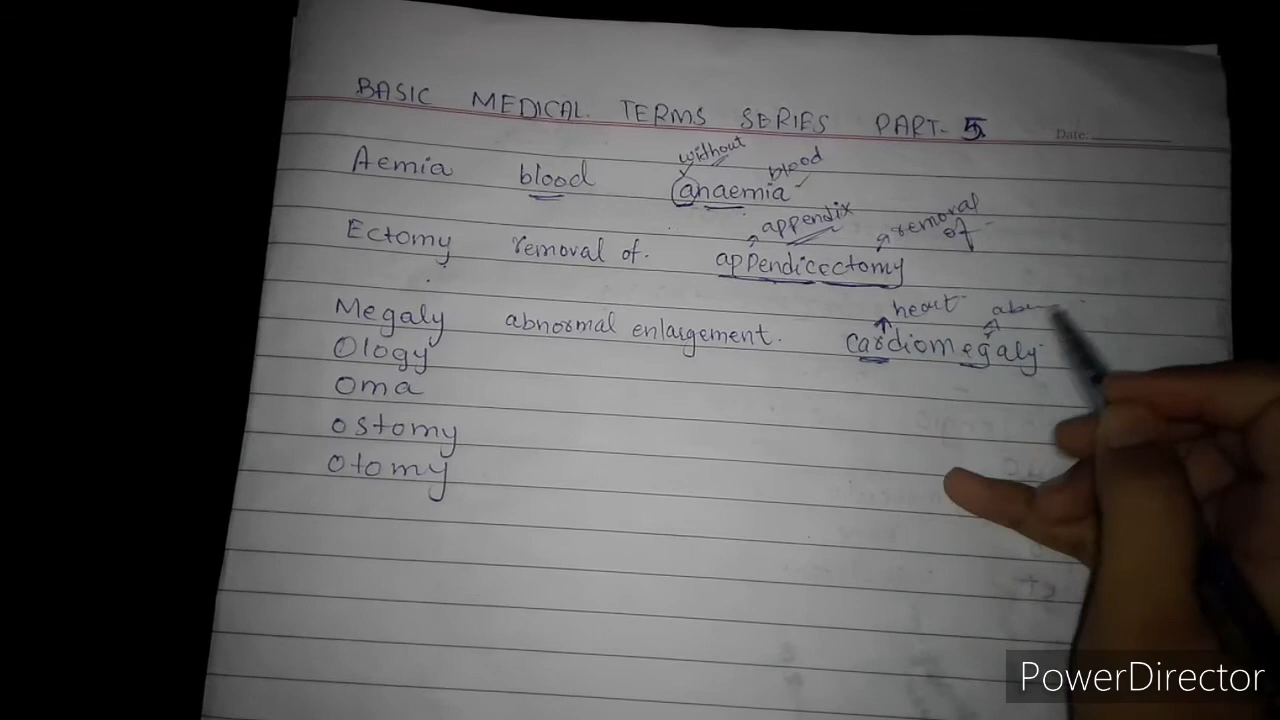 BASIC MEDICAL TERMS SERIES PART-5
Date:
without
blood
Aemia blood anaemia
appendix
removal of
Ectomy removal of. appendicectomy
heart abn
Megaly abnormal enlargement. cardiomegaly
Ology
Oma
ostomy
otomy
PowerDirector